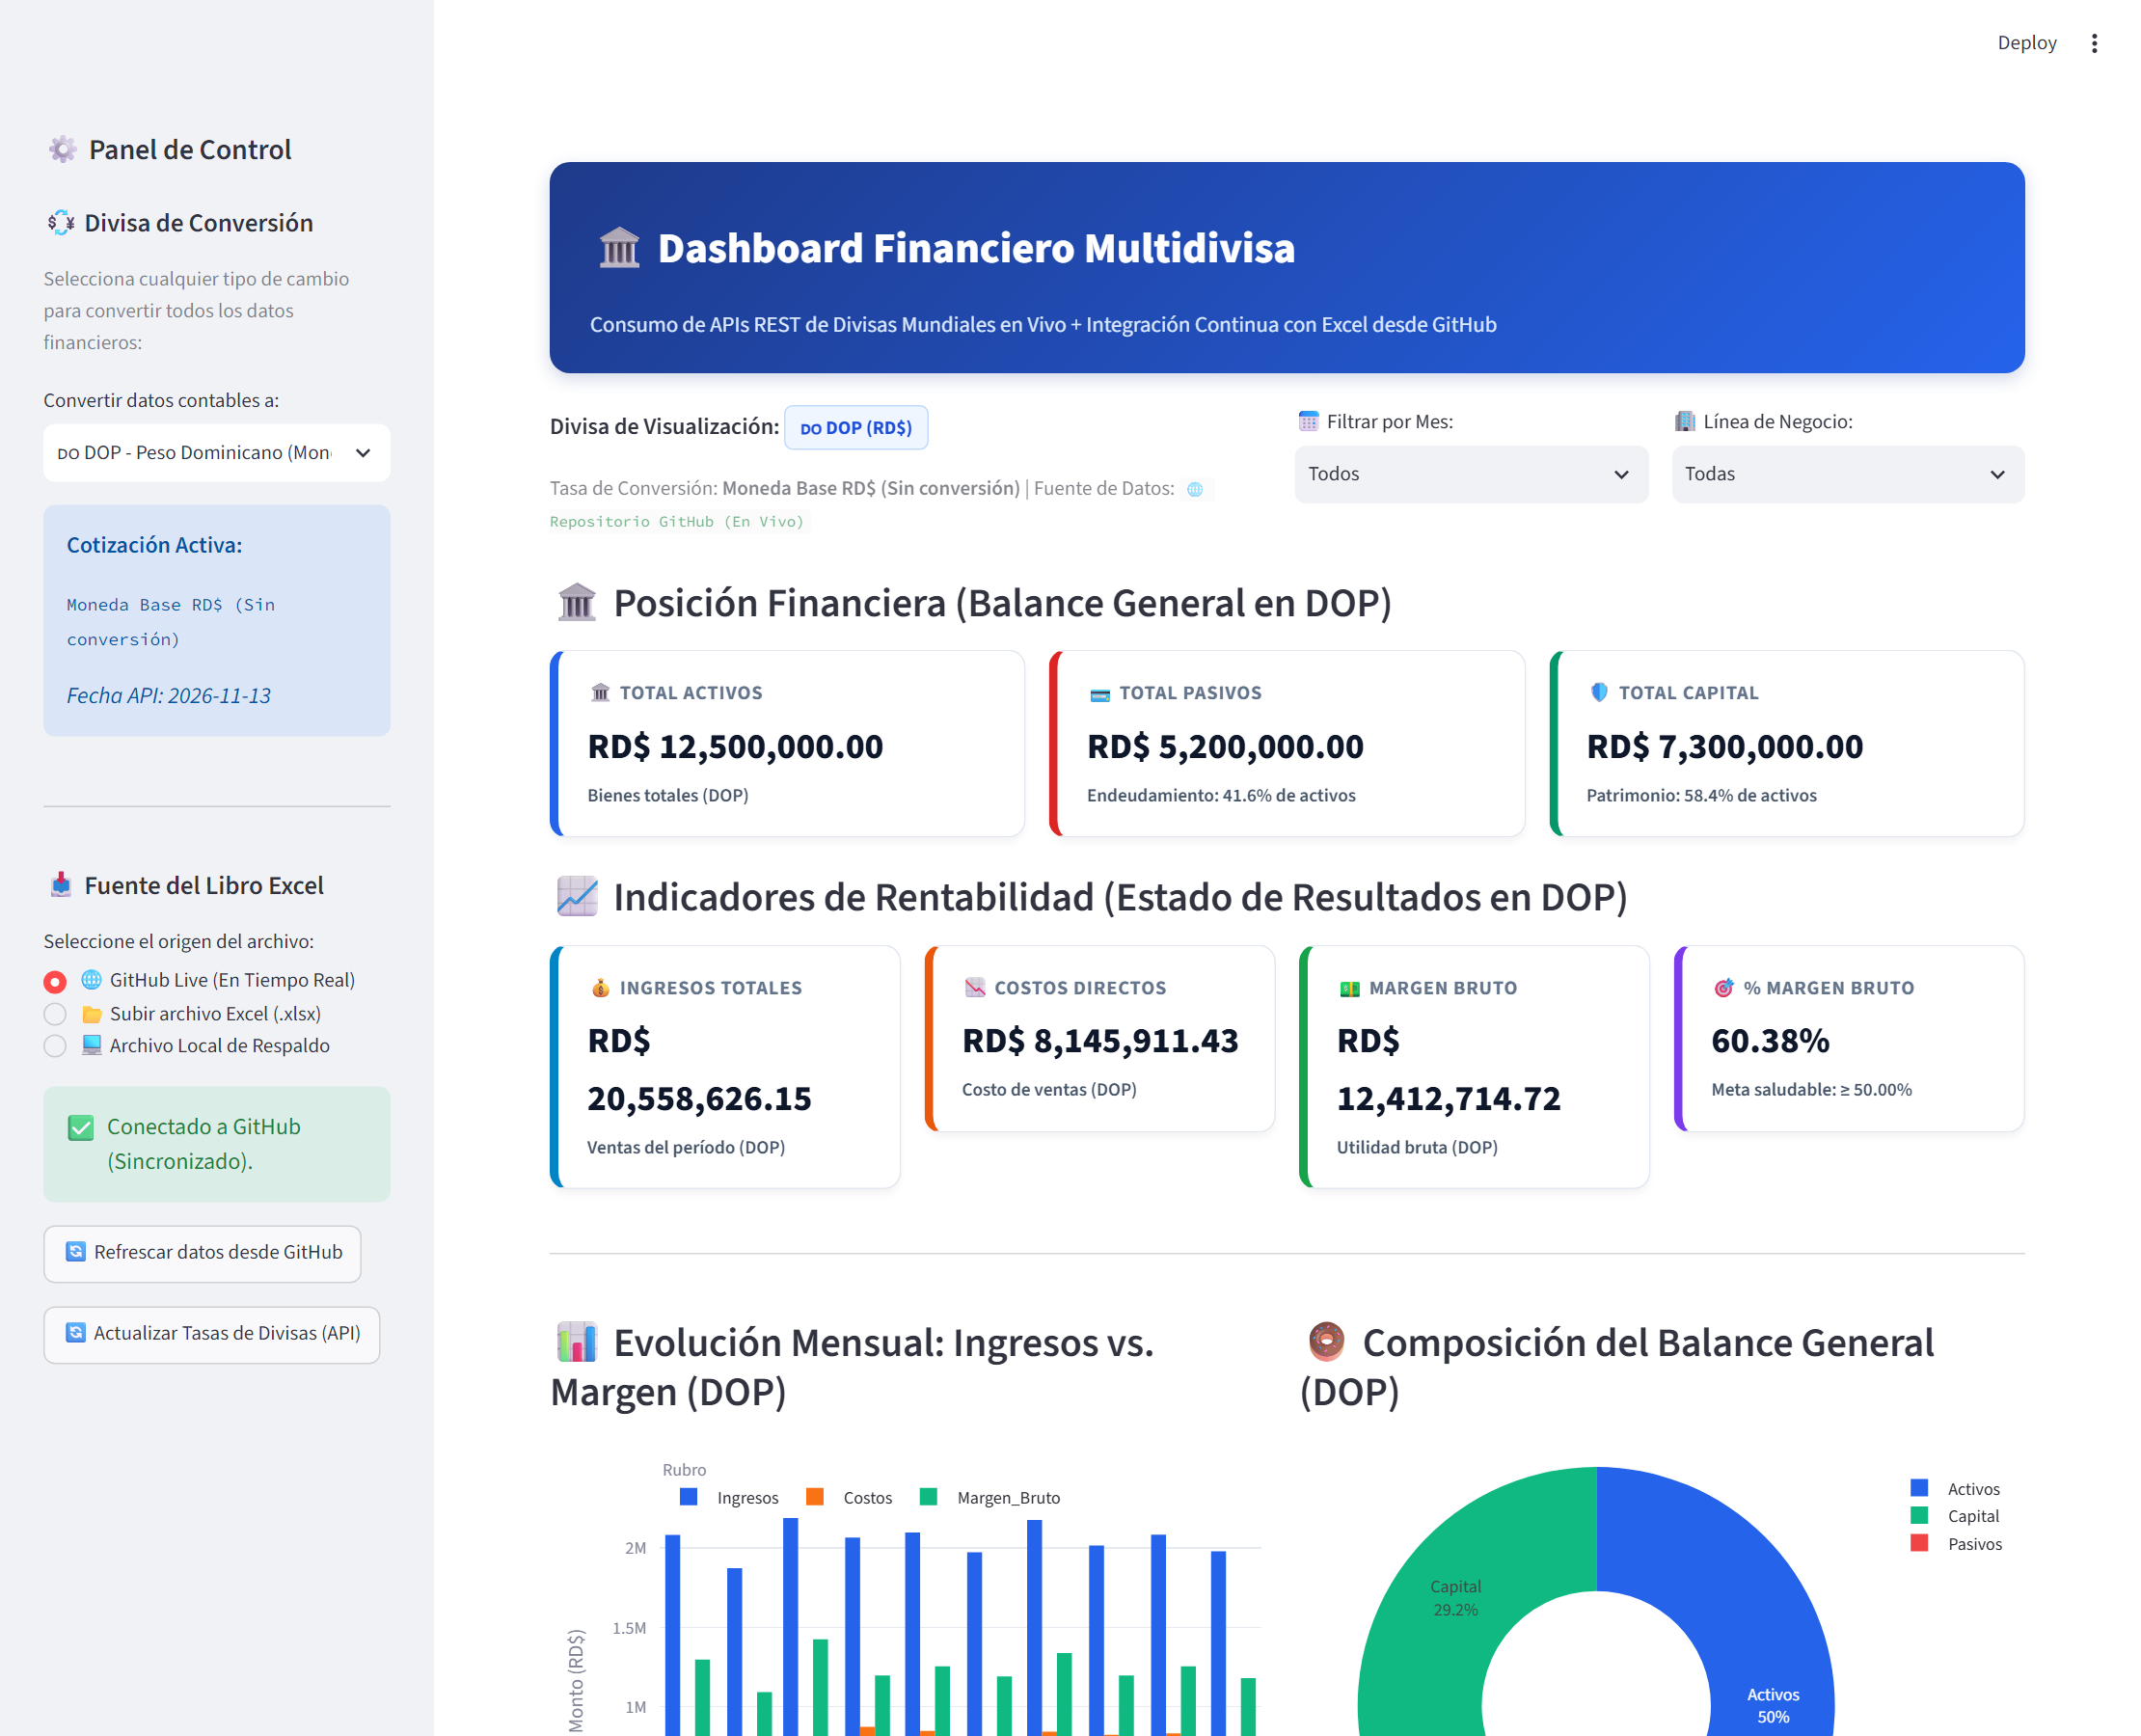 Deploy
Panel de Control
Divisa de Conversión
Selecciona cualquier tipo de cambio
para convertir todos los datos
financieros:
Convertir datos contables a:
DO DOP - Peso Dominicano (Mon
Cotización Activa:
Moneda Base RD$ (Sin
conversión)
Fecha API: 2026-11-13
Fuente del Libro Excel
Seleccione el origen del archivo:
GitHub Live (En Tiempo Real)
Subir archivo Excel (.xlsx)
Archivo Local de Respaldo
Conectado a GitHub
(Sincronizado).
Refrescar datos desde GitHub
Actualizar Tasas de Divisas (API)
Dashboard Financiero Multidivisa
Consumo de APIs REST de Divisas Mundiales en Vivo + Integración Continua con Excel desde GitHub
Divisa de Visualización: DO DOP (RD$)
Tasa de Conversión: Moneda Base RD$ (Sin conversión) | Fuente de Datos:
Repositorio GitHub (En Vivo)
Filtrar por Mes:
Todos
Línea de Negocio:
Todas
Posición Financiera (Balance General en DOP)
TOTAL ACTIVOS
RD$ 12,500,000.00
Bienes totales (DOP)
TOTAL PASIVOS
RD$ 5,200,000.00
Endeudamiento: 41.6% de activos
TOTAL CAPITAL
RD$ 7,300,000.00
Patrimonio: 58.4% de activos
Indicadores de Rentabilidad (Estado de Resultados en DOP)
INGRESOS TOTALES
RD$
20,558,626.15
Ventas del período (DOP)
COSTOS DIRECTOS
RD$ 8,145,911.43
Costo de ventas (DOP)
MARGEN BRUTO
RD$
12,412,714.72
Utilidad bruta (DOP)
% MARGEN BRUTO
60.38%
Meta saludable: ≥ 50.00%
Evolución Mensual: Ingresos vs.
Margen (DOP)
Rubro
Ingresos
Costos
Margen_Bruto
2M
1.5M
1M
Monto (RD$)
Composición del Balance General
(DOP)
Activos
Capital
Pasivos
Capital
29.2%
Activos
50%